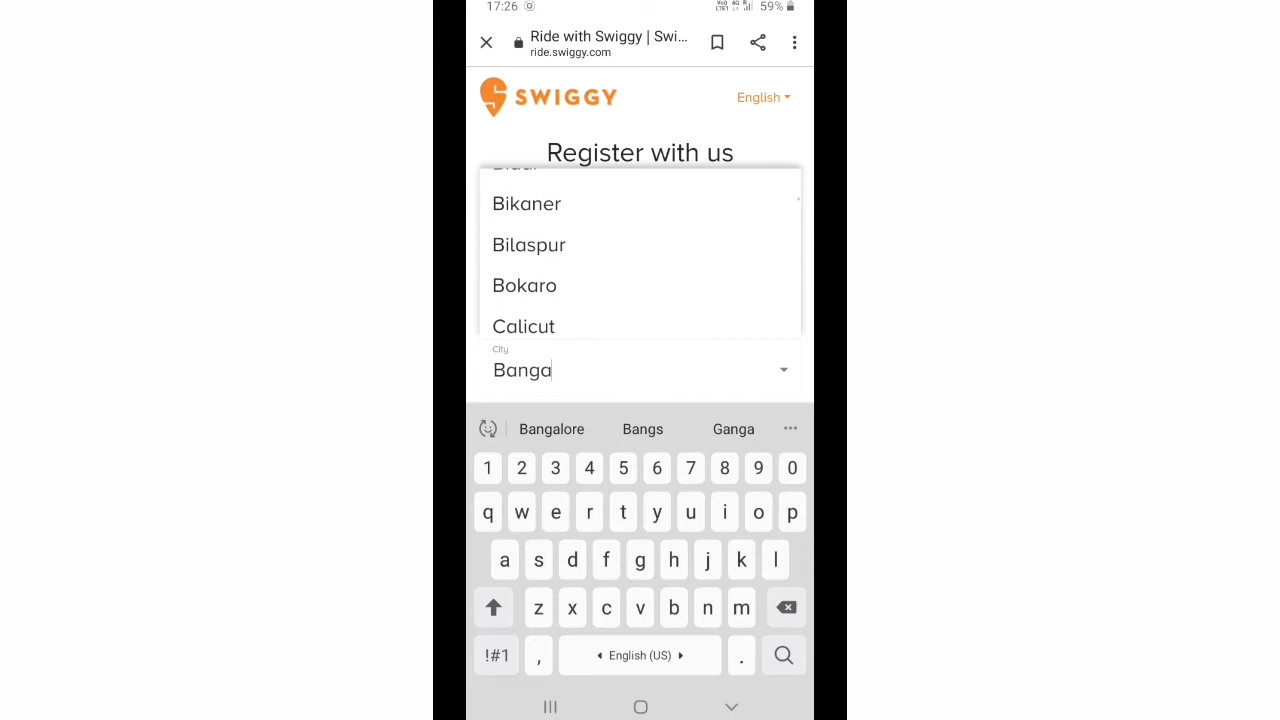 17:26 59%
Ride with Swiggy | Swi...
ride.swiggy.com
SWIGGY English
Register with us
Bikaner
Bilaspur
Bokaro
Calicut
City
Banga
Bangalore Bangs Ganga ...
1 2 3 4 5 6 7 8 9 0
q w e r t y u i o p
a s d f g h j k l
z x c v b n m
!#1 , English (US) .